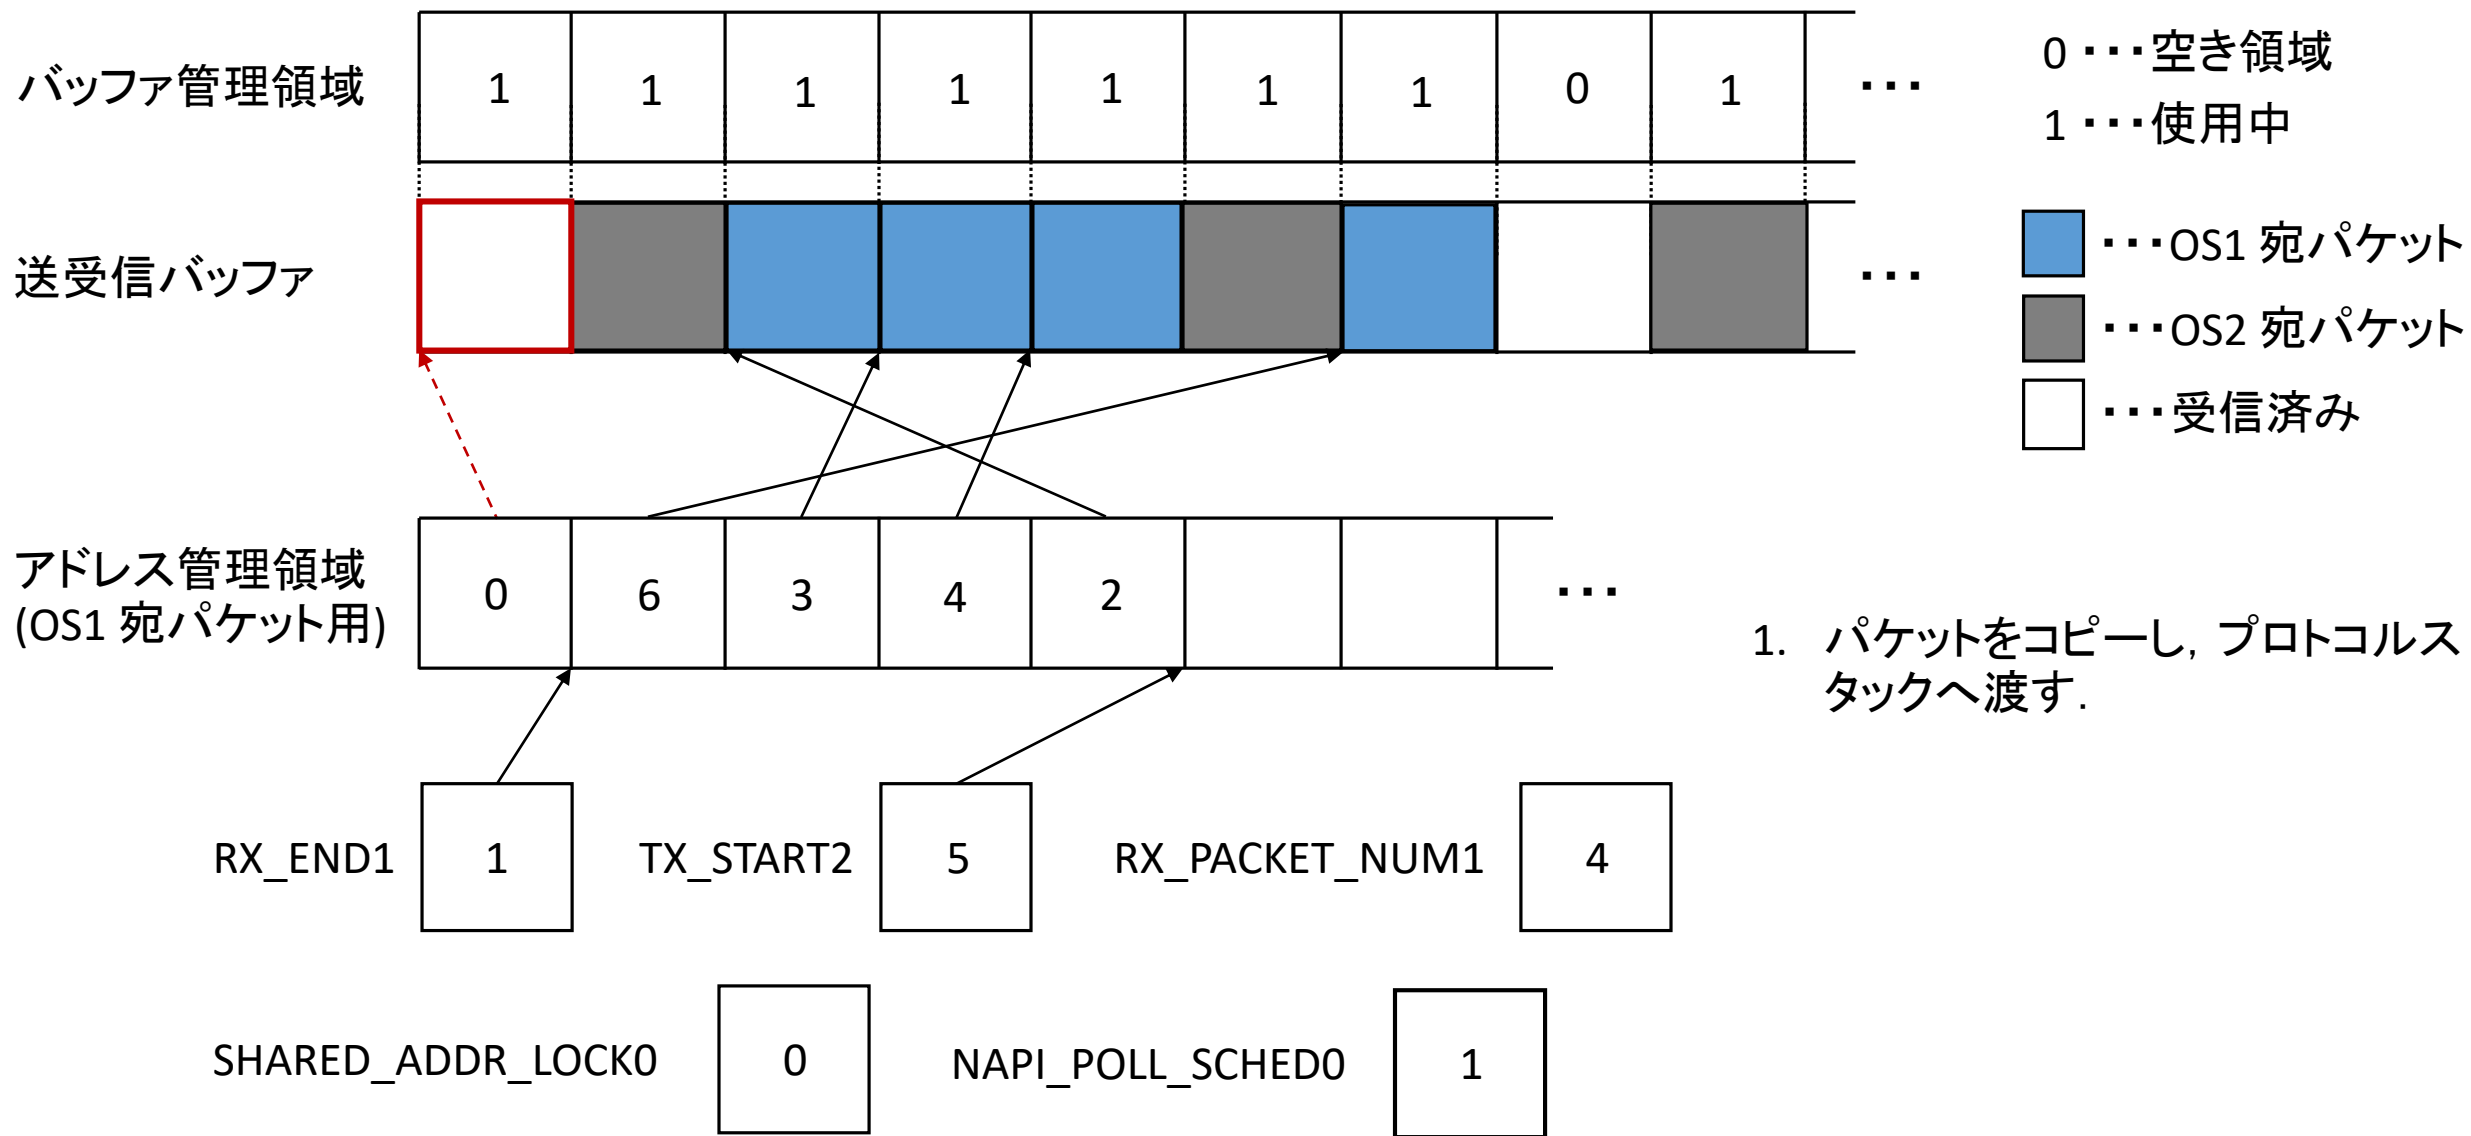 バッファ管理領域
1 1 1 1 1 1 1 0 1 ・・・
0 ・・・空き領域
1 ・・・使用中
送受信バッファ
・・・
・・・OS1 宛パケット
・・・OS2 宛パケット
・・・受信済み
アドレス管理領域
(OS1 宛パケット用)
0 6 3 4 2 ・・・
1. パケットをコピーし, プロトコルス
タックへ渡す.
RX_END1 1 TX_START2 5 RX_PACKET_NUM1 4
SHARED_ADDR_LOCK0 0 NAPI_POLL_SCHED0 1